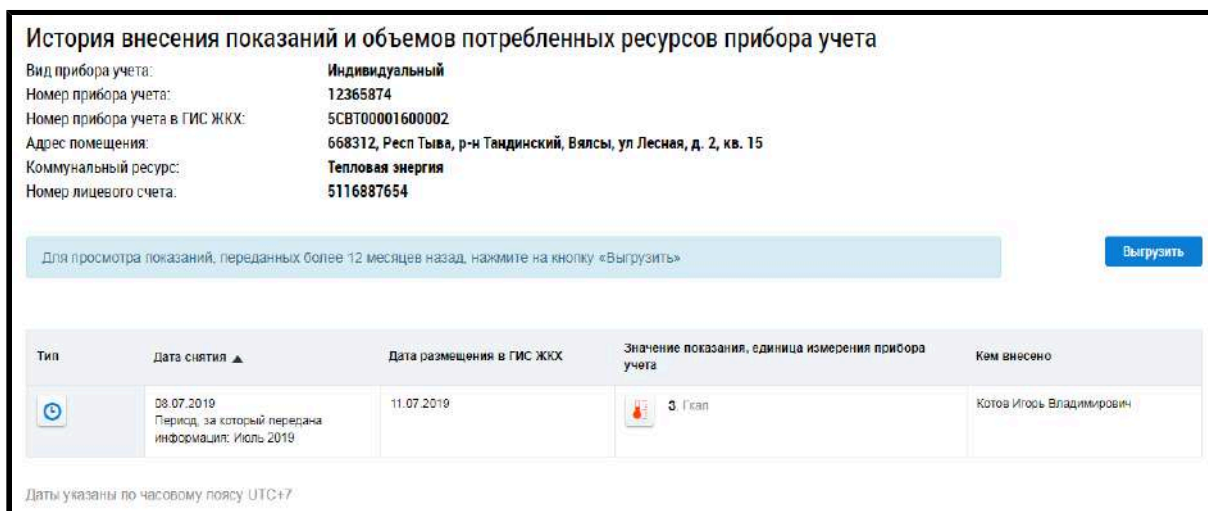 История внесения показаний и объемов потребленных ресурсов прибора учета
Вид прибора учета: Индивидуальный
Номер прибора учета: 12365874
Номер прибора учета в ГИС ЖКХ: 5СВТ00001600002
Адрес помещения: 668312, Респ Тыва, р-н Тандинский, Вялсы, ул Лесная, д. 2, кв. 15
Коммунальный ресурс: Тепловая энергия
Номер лицевого счета: 5116887654
Для просмотра показаний, переданных более 12 месяцев назад, нажмите на кнопку «Выгрузить»
Выгрузить
Тип
Дата снятия ▲
Дата размещения в ГИС ЖКХ
Значение показания, единица измерения прибора
учета
Кем внесено
08.07.2019
Период, за который передана
информация: Июль 2019
11.07.2019
3, Гкал
Котов Игорь Владимирович
Даты указаны по часовому поясу UTC+7